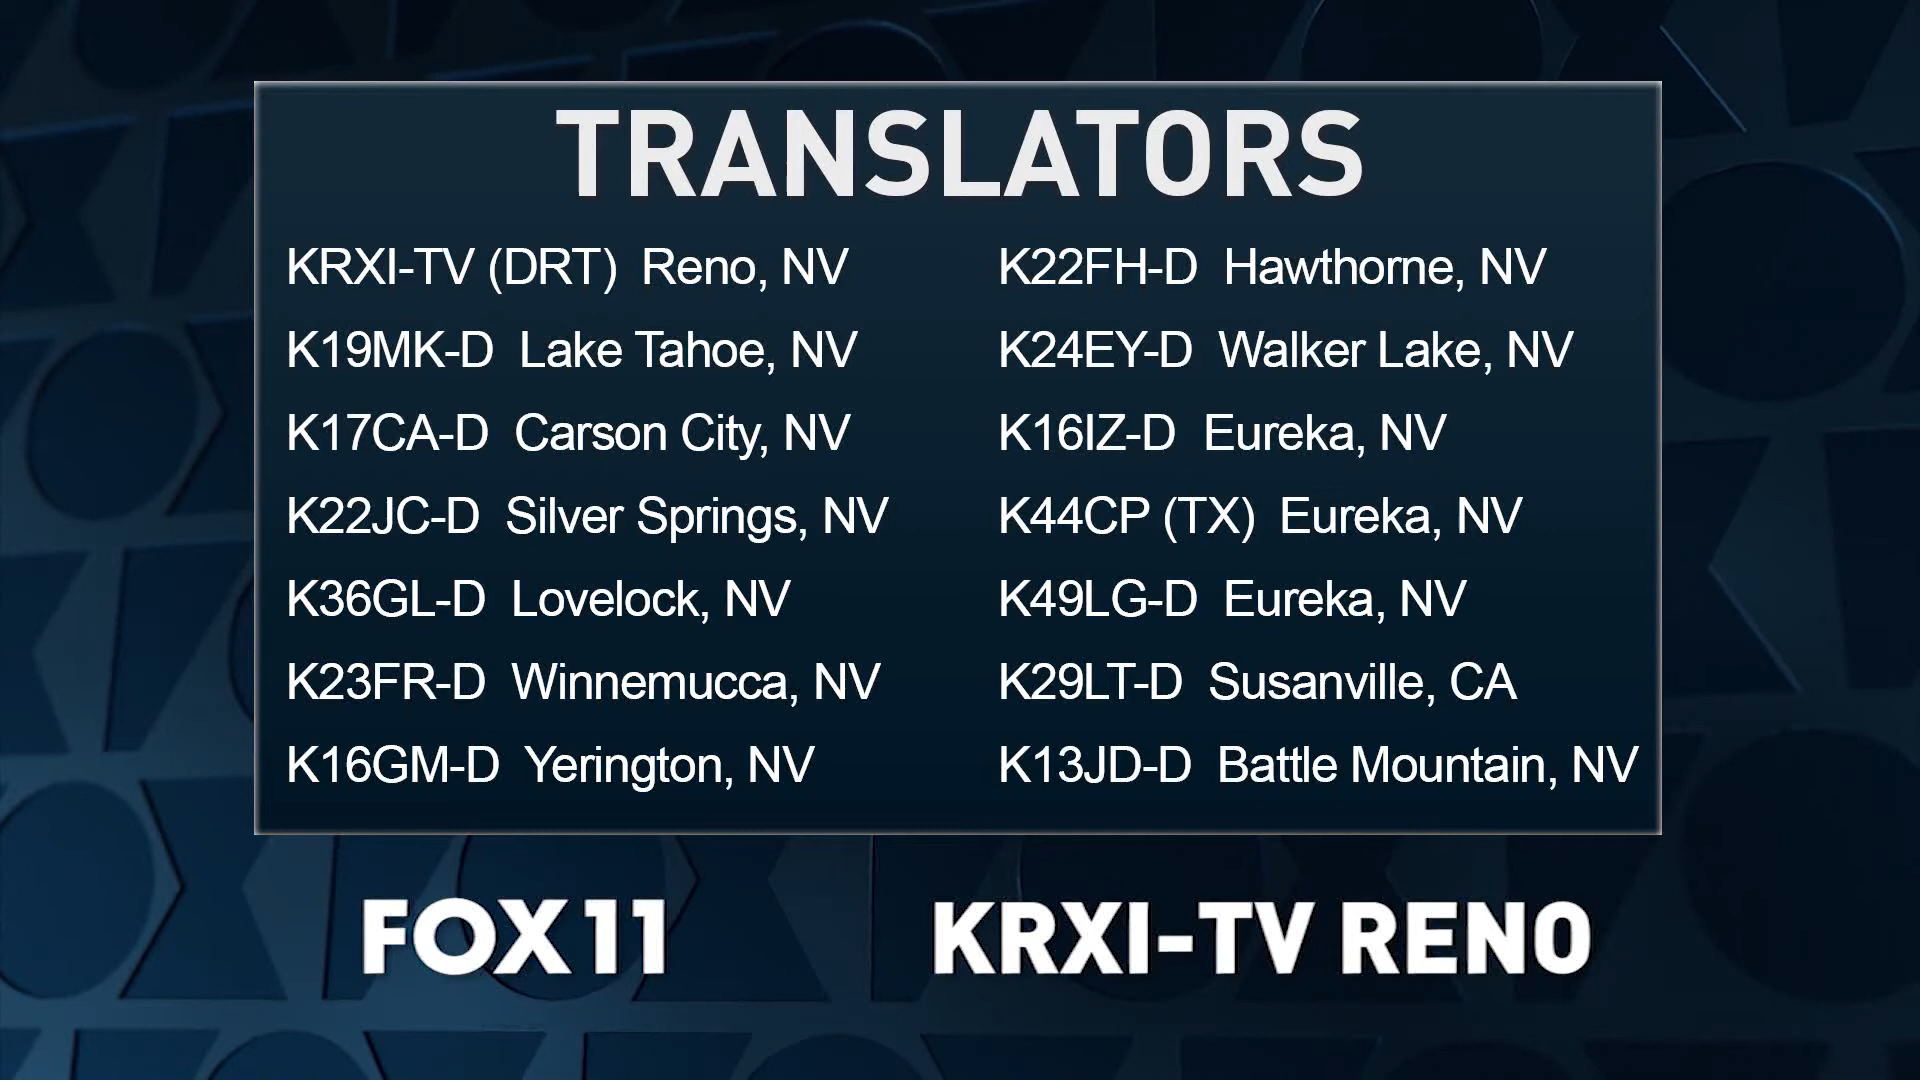 TRANSLATORS
KRXI-TV (DRT) Reno, NV
K19MK-D Lake Tahoe, NV
K17CA-D Carson City, NV
K22JC-D Silver Springs, NV
K36GL-D Lovelock, NV
K23FR-D Winnemucca, NV
K16GM-D Yerington, NV
K22FH-D Hawthorne, NV
K24EY-D Walker Lake, NV
K16IZ-D Eureka, NV
K44CP (TX) Eureka, NV
K49LG-D Eureka, NV
K29LT-D Susanville, CA
K13JD-D Battle Mountain, NV
FOX 11
KRXI-TV RENO